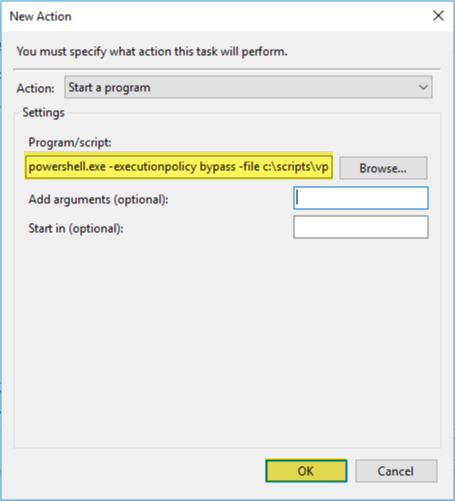 New Action
You must specify what action this task will perform.
Action: Start a program
Settings
Program/script:
powershell.exe -executionpolicy bypass -file c:\scripts\vp Browse...
Add arguments (optional):
Start in (optional):
OK Cancel